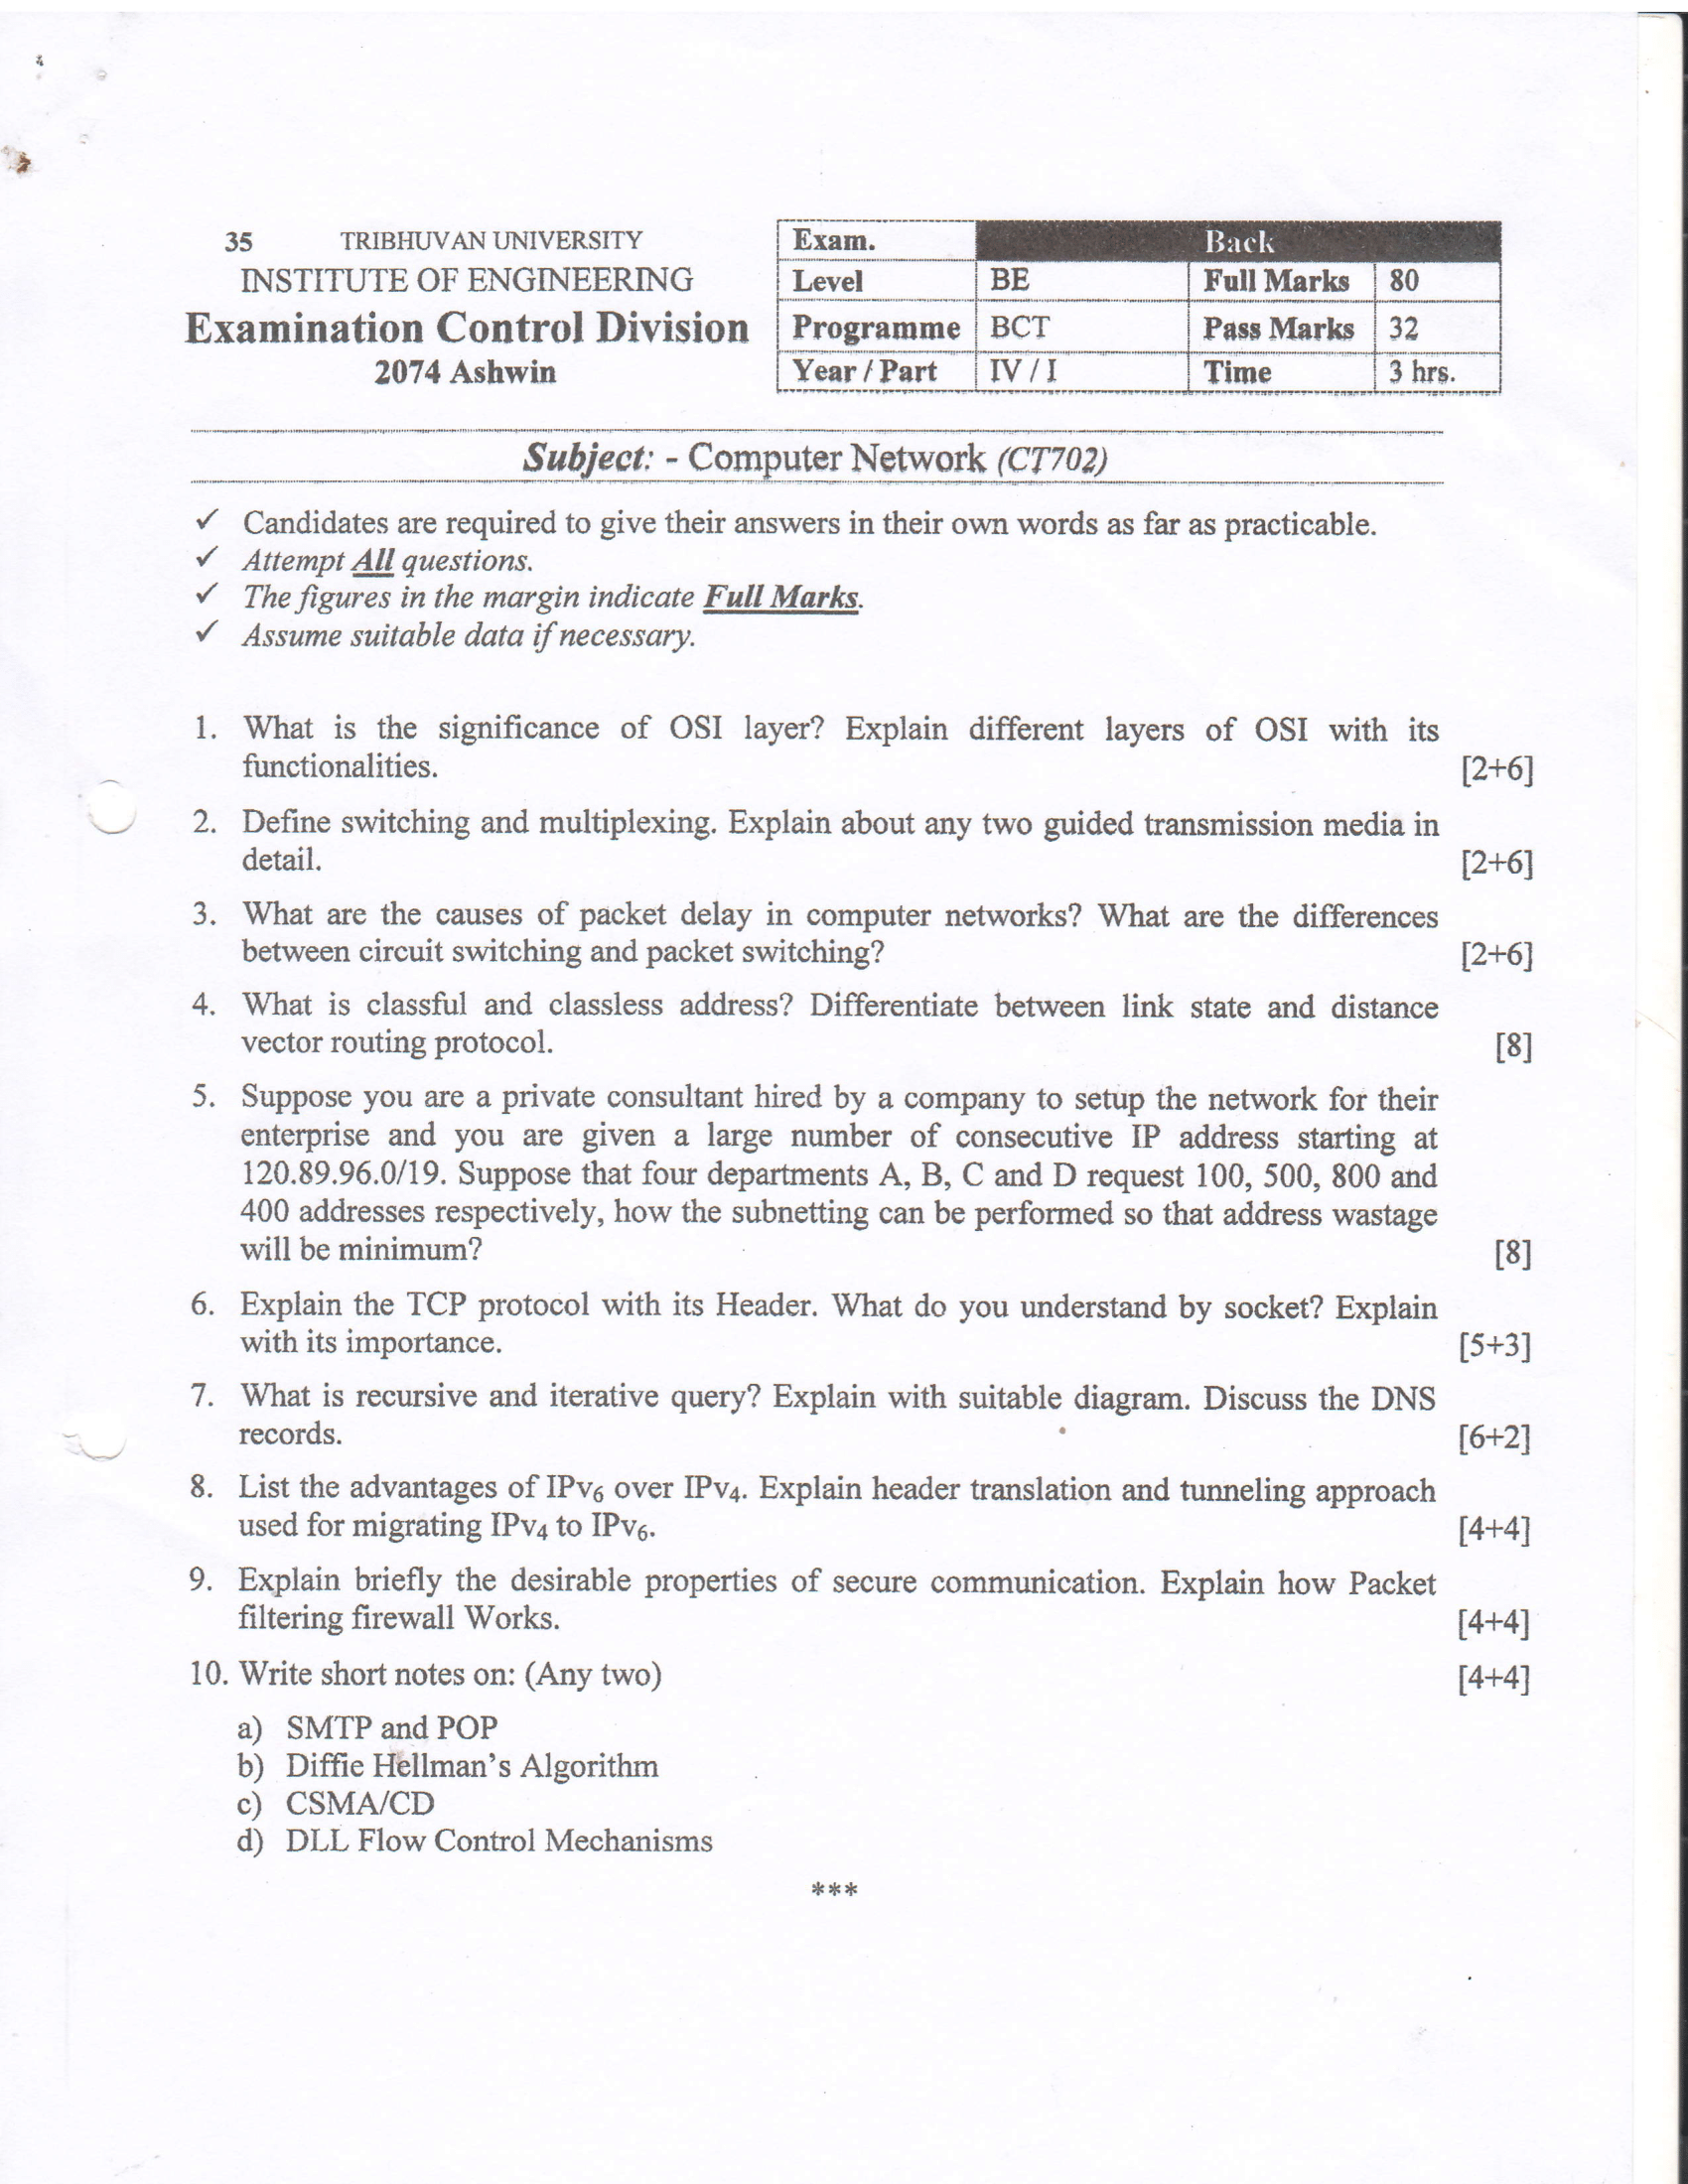 35 TRIBHUVAN UNIVERSITY
INSTITUTE OF ENGINEERING
Examination Control Division
2074 Ashwin
Exam. Back
Level BE Full Marks 80
Programme BCT Pass Marks 32
Year / Part IV / I Time 3 hrs.
Subject: - Computer Network (CT702)
✓ Candidates are required to give their answers in their own words as far as practicable.
✓ Attempt All questions.
✓ The figures in the margin indicate Full Marks.
✓ Assume suitable data if necessary.
1. What is the significance of OSI layer? Explain different layers of OSI with its
functionalities. [2+6]
2. Define switching and multiplexing. Explain about any two guided transmission media in
detail. [2+6]
3. What are the causes of packet delay in computer networks? What are the differences
between circuit switching and packet switching? [2+6]
4. What is classful and classless address? Differentiate between link state and distance
vector routing protocol. [8]
5. Suppose you are a private consultant hired by a company to setup the network for their
enterprise and you are given a large number of consecutive IP address starting at
120.89.96.0/19. Suppose that four departments A, B, C and D request 100, 500, 800 and
400 addresses respectively, how the subnetting can be performed so that address wastage
will be minimum? [8]
6. Explain the TCP protocol with its Header. What do you understand by socket? Explain
with its importance. [5+3]
7. What is recursive and iterative query? Explain with suitable diagram. Discuss the DNS
records. [6+2]
8. List the advantages of IPv6 over IPv4. Explain header translation and tunneling approach
used for migrating IPv4 to IPv6. [4+4]
9. Explain briefly the desirable properties of secure communication. Explain how Packet
filtering firewall Works. [4+4]
10. Write short notes on: (Any two) [4+4]
a) SMTP and POP
b) Diffie Hellman's Algorithm
c) CSMA/CD
d) DLL Flow Control Mechanisms
***